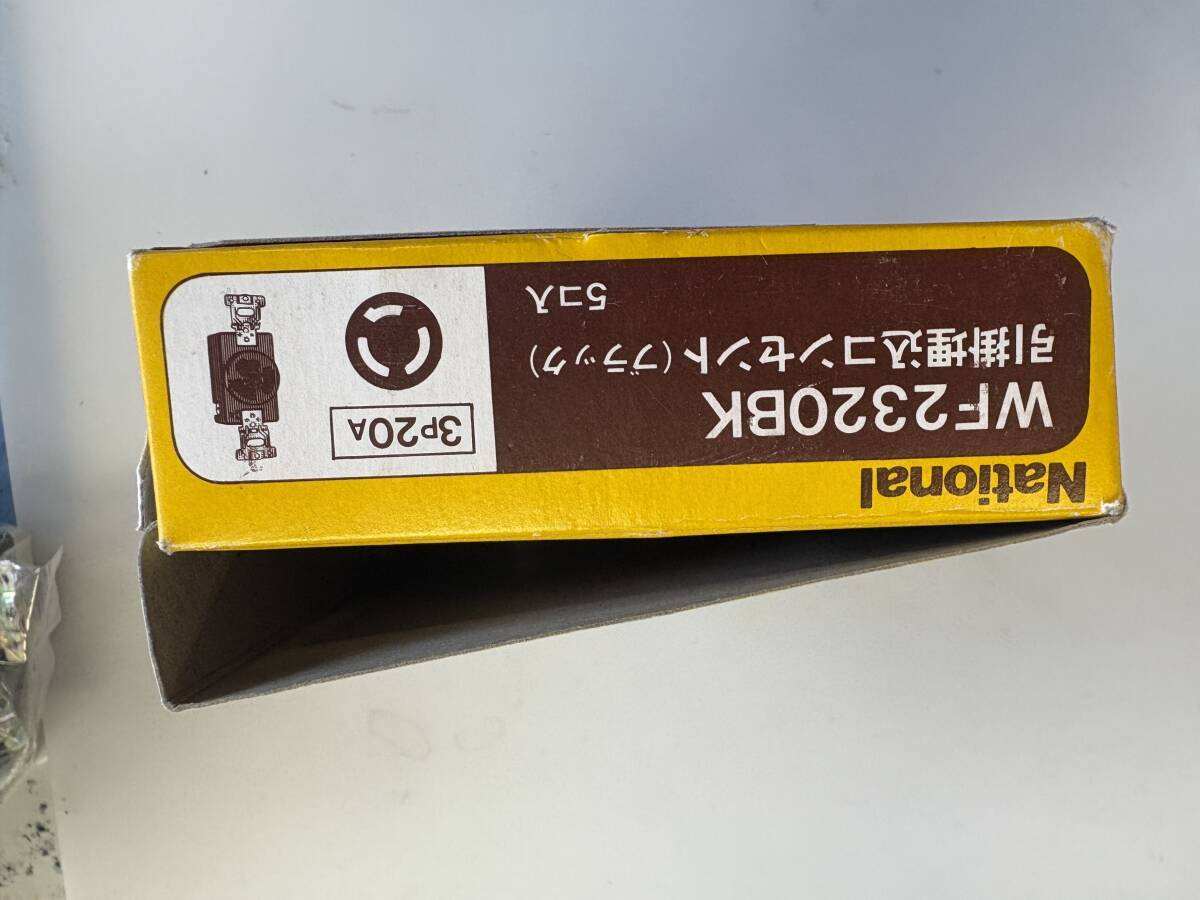 National
WF2320BK
引掛埋込コンセント(ブラック)
5コ入
3P20A